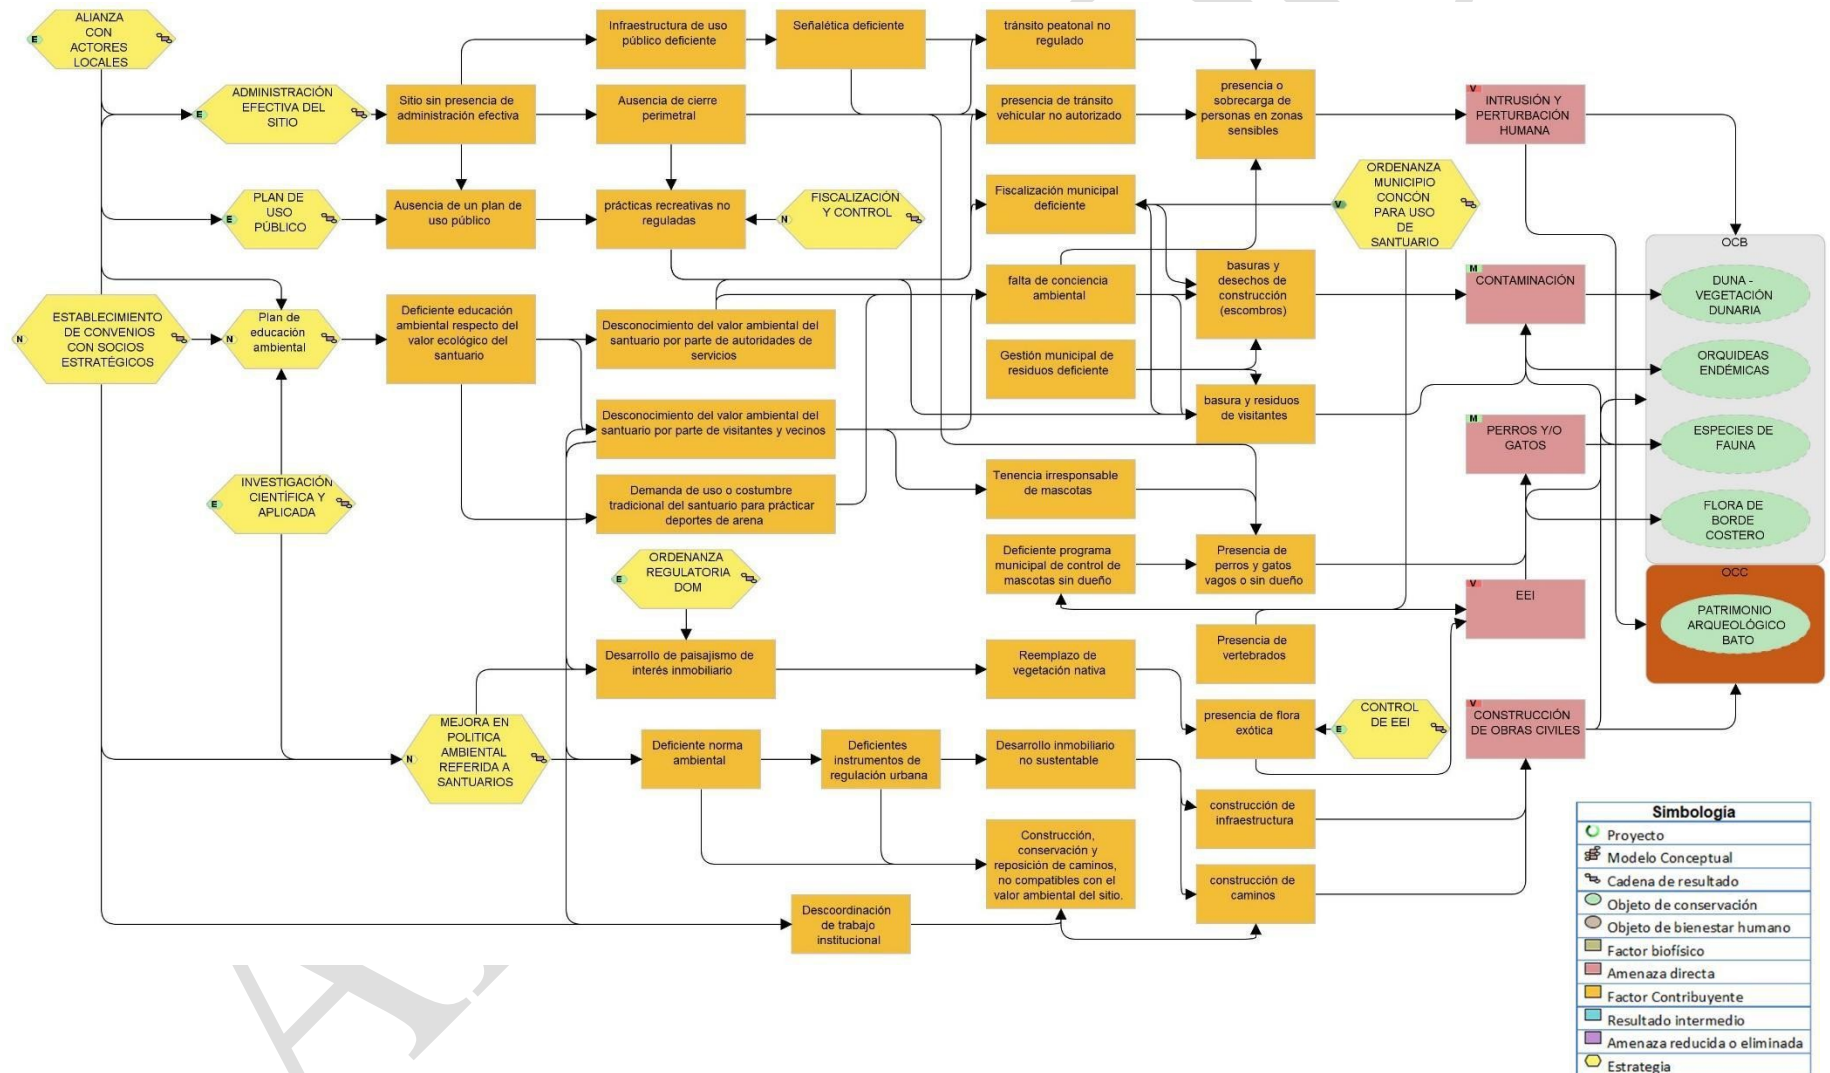 ALIANZA
CON
ACTORES
LOCALES
E
ADMINISTRACIÓN
EFECTIVA DEL
SITIO
E
PLAN DE
USO
PÚBLICO
E
ESTABLECIMIENTO
DE CONVENIOS
CON SOCIOS
ESTRATÉGICOS
N
Plan de
educación
ambiental
N
INVESTIGACIÓN
CIENTÍFICA Y
APLICADA
E
MEJORA EN
POLITICA
AMBIENTAL
REFERIDA A
SANTUARIOS
N
Sitio sin presencia de
administración efectiva
Ausencia de un plan de
uso público
Deficiente educación
ambiental respecto del
valor ecológico del
santuario
Infraestructura de uso
público deficiente
Señalética deficiente
Ausencia de cierre
perimetral
prácticas recreativas no
reguladas
FISCALIZACIÓN
Y CONTROL
N
Desconocimiento del valor ambiental del
santuario por parte de autoridades de
servicios
Desconocimiento del valor ambiental del
santuario por parte de visitantes y vecinos
Demanda de uso o costumbre
tradicional del santuario para prácticar
deportes de arena
ORDENANZA
REGULATORIA
DOM
E
Desarrollo de paisajismo de
interés inmobiliario
Deficiente norma
ambiental
Deficientes
instrumentos de
regulación urbana
Descoordinación
de trabajo
institucional
tránsito peatonal no
regulado
presencia de tránsito
vehicular no autorizado
Fiscalización municipal
deficiente
falta de conciencia
ambiental
Gestión municipal de
residuos deficiente
Tenencia irresponsable
de mascotas
Deficiente programa
municipal de control de
mascotas sin dueño
Reemplazo de
vegetación nativa
Desarrollo inmobiliario
no sustentable
Construcción,
conservación y
reposición de caminos,
no compatibles con el
valor ambiental del sitio.
presencia o
sobrecarga de
personas en zonas
sensibles
basuras y
desechos de
construcción
(escombros)
basura y residuos
de visitantes
Presencia de
perros y gatos
vagos o sin dueño
Presencia de
vertebrados
presencia de flora
exótica
construcción de
infraestructura
construcción de
caminos
ORDENANZA
MUNICIPIO
CONCÓN
PARA USO
DE
SANTUARIO
V
CONTROL
DE EEI
E
V
INTRUSIÓN Y
PERTURBACIÓN
HUMANA
M
CONTAMINACIÓN
M
PERROS Y/O
GATOS
V
EEI
V
CONSTRUCCIÓN
DE OBRAS CIVILES
OCB
DUNA -
VEGETACIÓN
DUNARIA
ORQUIDEAS
ENDÉMICAS
ESPECIES DE
FAUNA
FLORA DE
BORDE
COSTERO
OCC
PATRIMONIO
ARQUEOLÓGICO
BATO
Simbología
Proyecto
Modelo Conceptual
Cadena de resultado
Objeto de conservación
Objeto de bienestar humano
Factor biofísico
Amenaza directa
Factor Contribuyente
Resultado intermedio
Amenaza reducida o eliminada
Estrategia